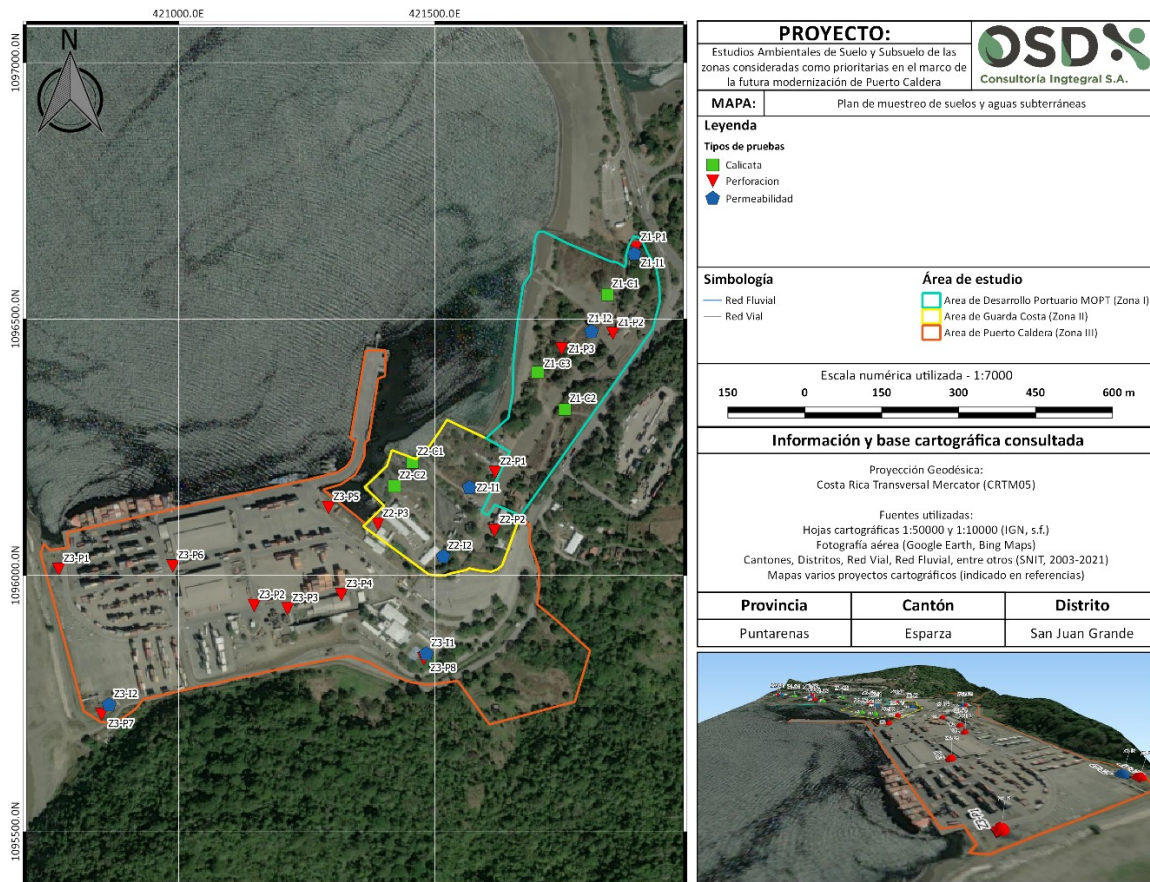 421000.0E
421500.0E
1097000.0N
1096500.0N
1096000.0N
1095500.0N
N
Z1-P1
Z1-I1
Z1-C1
Z1-I2
Z1-P2
Z1-P3
Z1-C3
Z1-C2
Z2-C1
Z2-P1
Z2-C2
Z2-I1
Z3-P5
Z2-P3
Z2-P2
Z2-I2
Z3-P1
Z3-P6
Z3-P4
Z3-P2
Z3-P3
Z3-I1
Z3-P8
Z3-I2
Z3-P7
PROYECTO:
Estudios Ambientales de Suelo y Subsuelo de las
zonas consideradas como prioritarias en el marco de
la futura modernización de Puerto Caldera
OSD
Consultoría Ingtegral S.A.
MAPA:
Plan de muestreo de suelos y aguas subterráneas
Leyenda
Tipos de pruebas
Calicata
Perforacion
Permeabilidad
Simbología
Red Fluvial
Red Vial
Área de estudio
Area de Desarrollo Portuario MOPT (Zona I)
Area de Guarda Costa (Zona II)
Area de Puerto Caldera (Zona III)
Escala numérica utilizada - 1:7000
150 0 150 300 450 600 m
Información y base cartográfica consultada
Proyección Geodésica:
Costa Rica Transversal Mercator (CRTM05)
Fuentes utilizadas:
Hojas cartográficas 1:50000 y 1:10000 (IGN, s.f.)
Fotografía aérea (Google Earth, Bing Maps)
Cantones, Distritos, Red Vial, Red Fluvial, entre otros (SNIT, 2003-2021)
Mapas varios proyectos cartográficos (indicado en referencias)
Provincia Cantón Distrito
Puntarenas Esparza San Juan Grande
Z3-P1